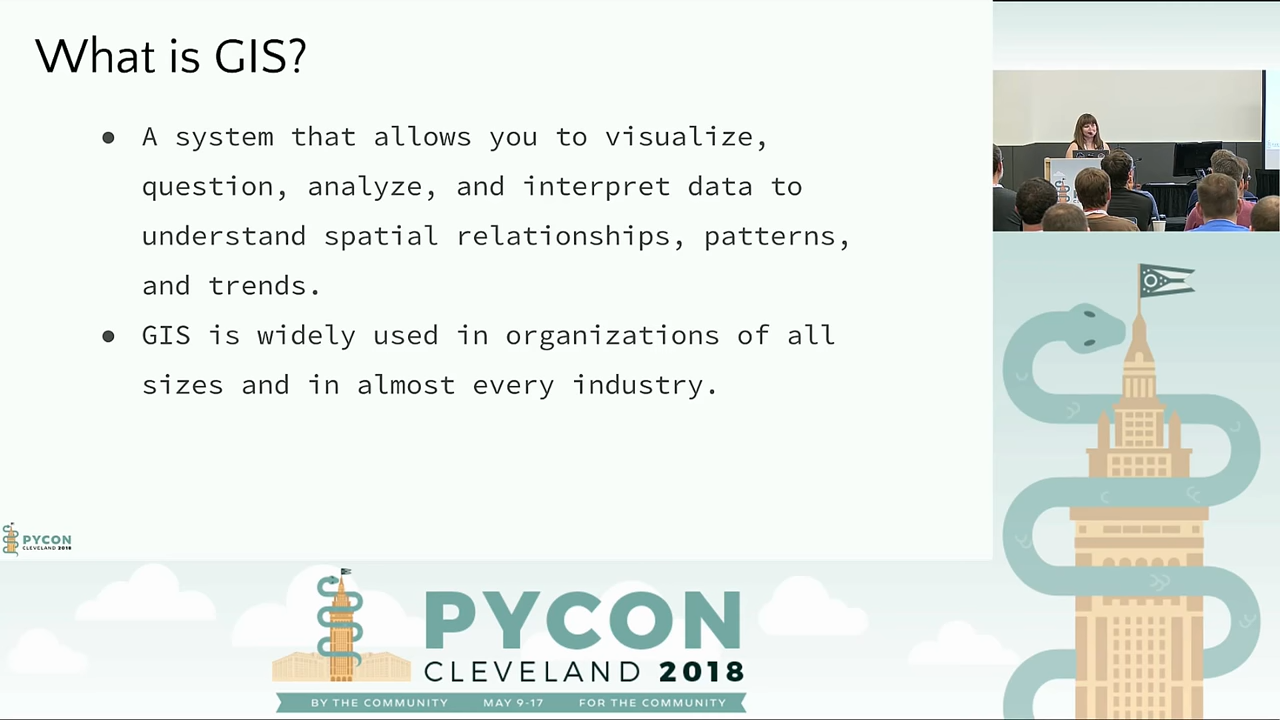 What is GIS?
● A system that allows you to visualize,
question, analyze, and interpret data to
understand spatial relationships, patterns,
and trends.
● GIS is widely used in organizations of all
sizes and in almost every industry.
PYCON
CLEVELAND 2018
PYCON
CLEVELAND 2018
BY THE COMMUNITY MAY 9-17 FOR THE COMMUNITY